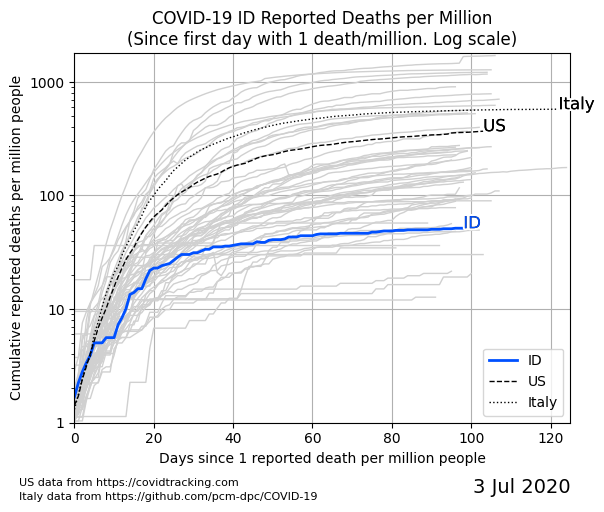 COVID-19 ID Reported Deaths per Million
(Since first day with 1 death/million. Log scale)
Cumulative reported deaths per million people
1000
100
10
1
Italy
US
ID
ID
US
Italy
0 20 40 60 80 100 120
Days since 1 reported death per million people
US data from https://covidtracking.com
Italy data from https://github.com/pcm-dpc/COVID-19
3 Jul 2020